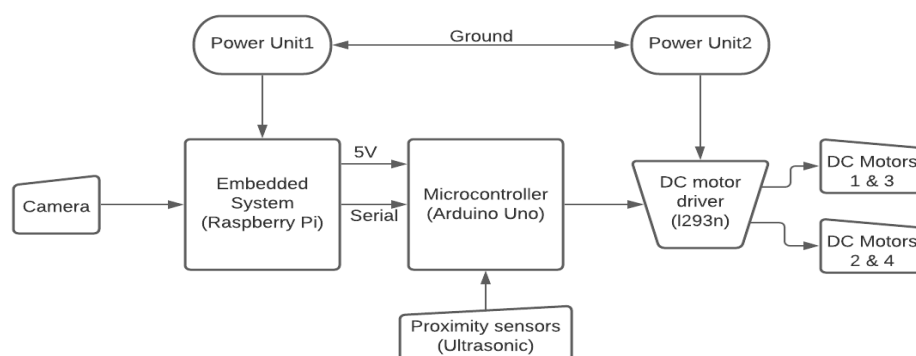 Power Unit1
Ground
Power Unit2
Camera
Embedded
System
(Raspberry Pi)
5V
Serial
Microcontroller
(Arduino Uno)
DC motor
driver
(l293n)
DC Motors
1 & 3
DC Motors
2 & 4
Proximity sensors
(Ultrasonic)